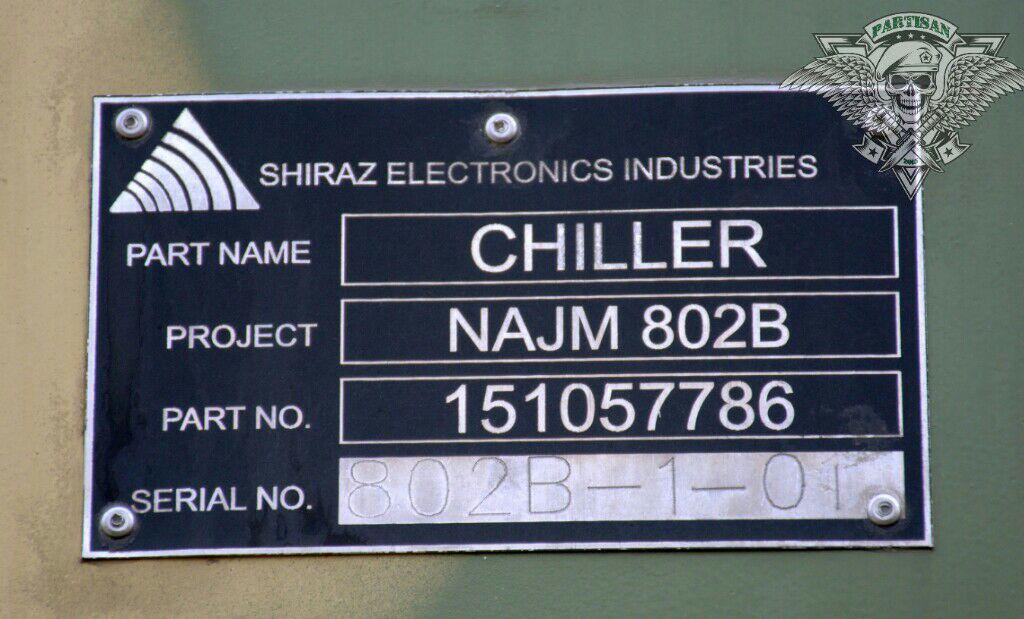 PARTISAN
SHIRAZ ELECTRONICS INDUSTRIES
PART NAME CHILLER
PROJECT NAJM 802B
PART NO. 151057786
SERIAL NO. 802B-1-01